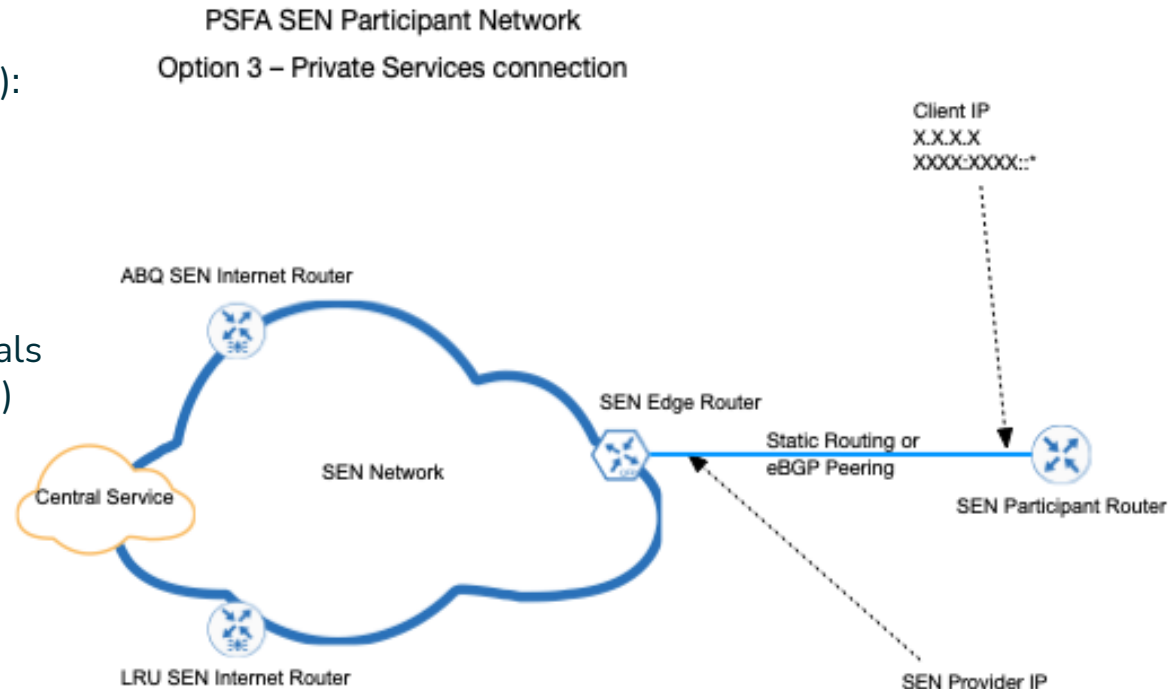 PSFA SEN Participant Network
Option 3 – Private Services connection
):
Client IP
X.X.X.X
XXXX:XXXX::*
ABQ SEN Internet Router
als
)
SEN Edge Router
Static Routing or
eBGP Peering
SEN Network
Central Service
SEN Participant Router
LRU SEN Internet Router
SEN Provider IP